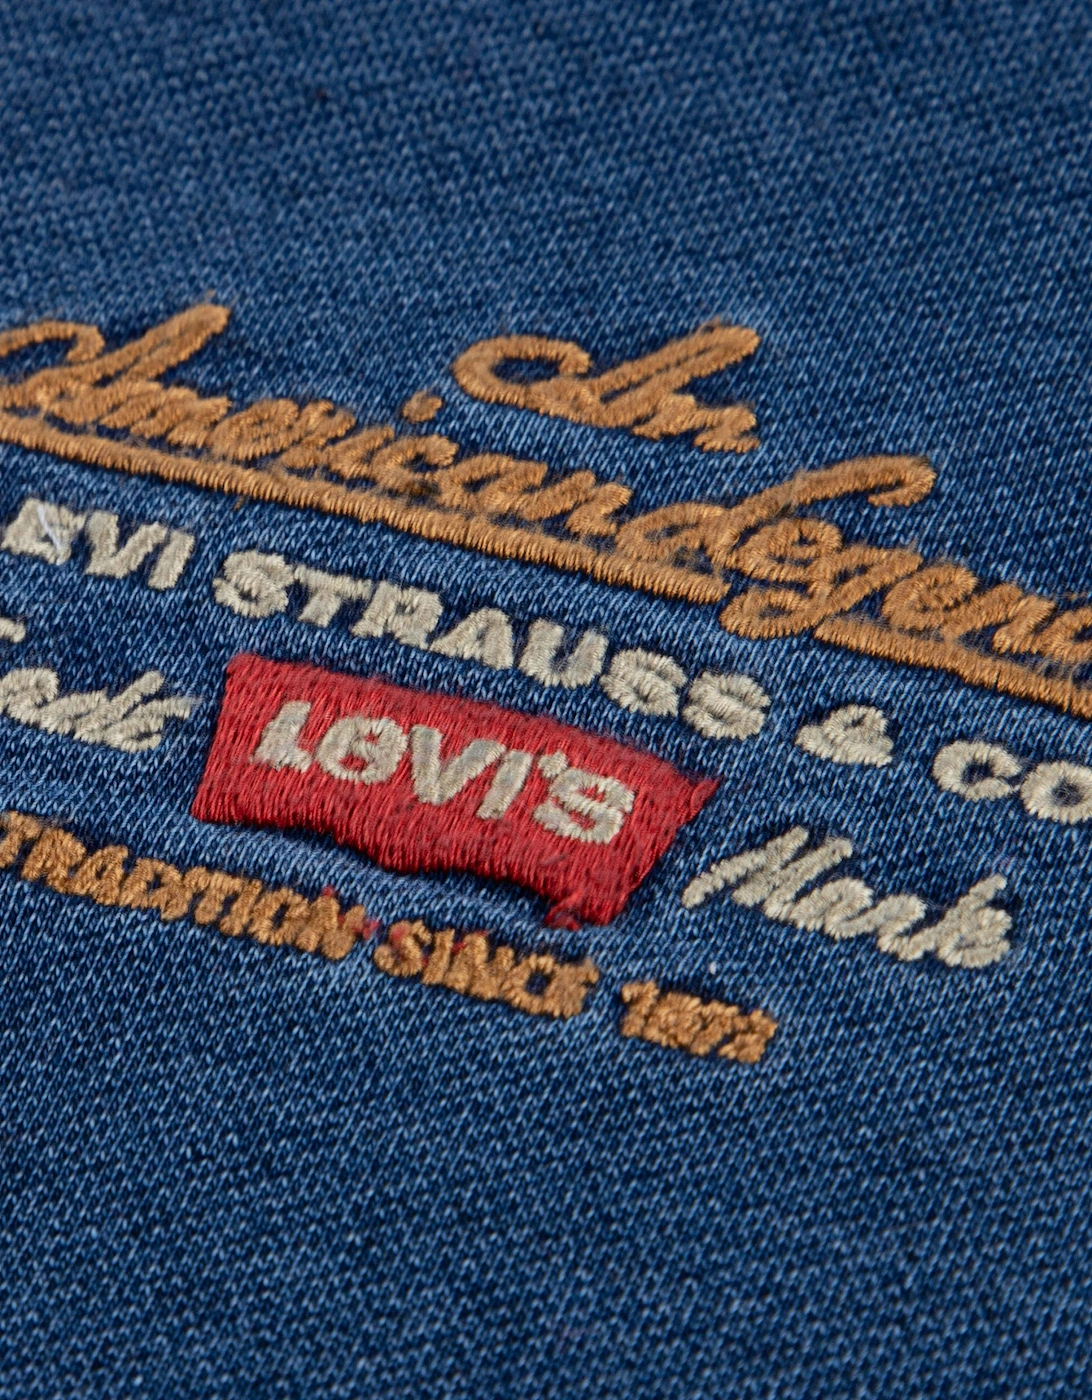 An
American Legend
EVI STRAUSS & CO
LEVI'S
Mark
TRADITION SINCE 1873